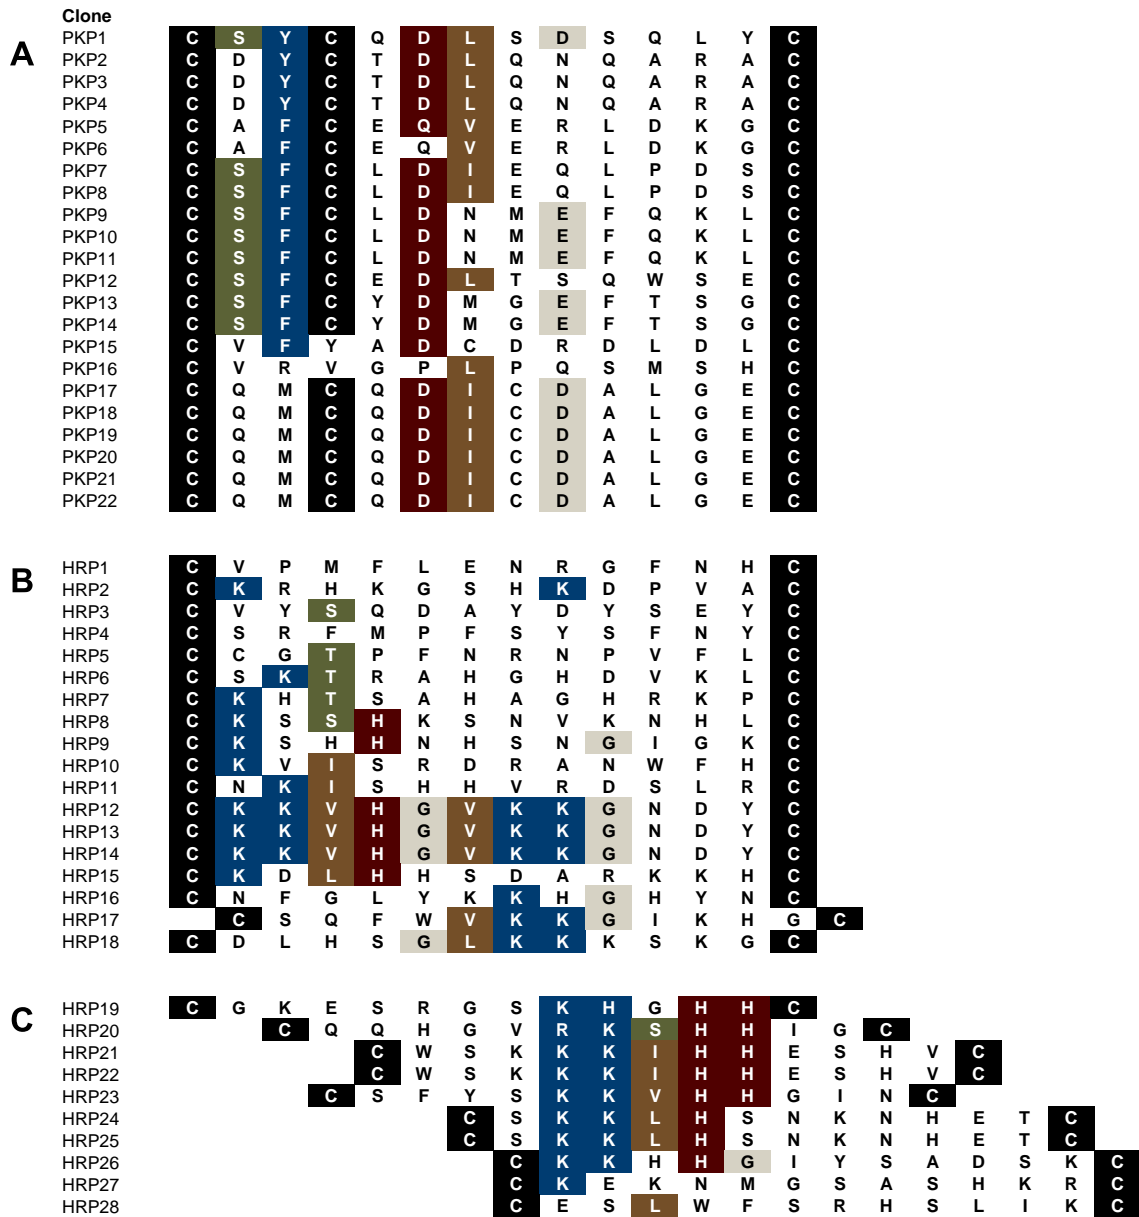 Clone
A
PKP1 C S Y C Q D L S D S Q L Y C
PKP2 C D Y C T D L Q N Q A R A C
PKP3 C D Y C T D L Q N Q A R A C
PKP4 C D Y C T D L Q N Q A R A C
PKP5 C A F C E Q V E R L D K G C
PKP6 C A F C E Q V E R L D K G C
PKP7 C S F C L D I E Q L P D S C
PKP8 C S F C L D I E Q L P D S C
PKP9 C S F C L D N M E F Q K L C
PKP10 C S F C L D N M E F Q K L C
PKP11 C S F C L D N M E F Q K L C
PKP12 C S F C E D L T S Q W S E C
PKP13 C S F C Y D M G E F T S G C
PKP14 C S F C Y D M G E F T S G C
PKP15 C V F Y A D C D R D L D L C
PKP16 C V R V G P L P Q S M S H C
PKP17 C Q M C Q D I C D A L G E C
PKP18 C Q M C Q D I C D A L G E C
PKP19 C Q M C Q D I C D A L G E C
PKP20 C Q M C Q D I C D A L G E C
PKP21 C Q M C Q D I C D A L G E C
PKP22 C Q M C Q D I C D A L G E C
B
HRP1 C V P M F L E N R G F N H C
HRP2 C K R H K G S H K D P V A C
HRP3 C V Y S Q D A Y D Y S E Y C
HRP4 C S R F M P F S Y S F N Y C
HRP5 C C G T P F N R N P V F L C
HRP6 C S K T R A H G H D V K L C
HRP7 C K H T S A H A G H R K P C
HRP8 C K S S H K S N V K N H L C
HRP9 C K S H H N H S N G I G K C
HRP10 C K V I S R D R A N W F H C
HRP11 C N K I S H H V R D S L R C
HRP12 C K K V H G V K K G N D Y C
HRP13 C K K V H G V K K G N D Y C
HRP14 C K K V H G V K K G N D Y C
HRP15 C K D L H H S D A R K K H C
HRP16 C N F G L Y K K H G H Y N C
HRP17 C S Q F W V K K G I K H G C
HRP18 C D L H S G L K K K S K G C
C
HRP19 C G K E S R G S K H G H H C
HRP20 C Q Q H G V R K S H H I G C
HRP21 C W S K K K I H H E S H V C
HRP22 C W S K K K I H H E S H V C
HRP23 C S F Y S K K V H H G I N C
HRP24 C S K K L H S N K N H E T C
HRP25 C S K K L H S N K N H E T C
HRP26 C K K H H G I Y S A D S K C
HRP27 C K E K N M G S A S H K R C
HRP28 C E S L W F S R H S L I K C